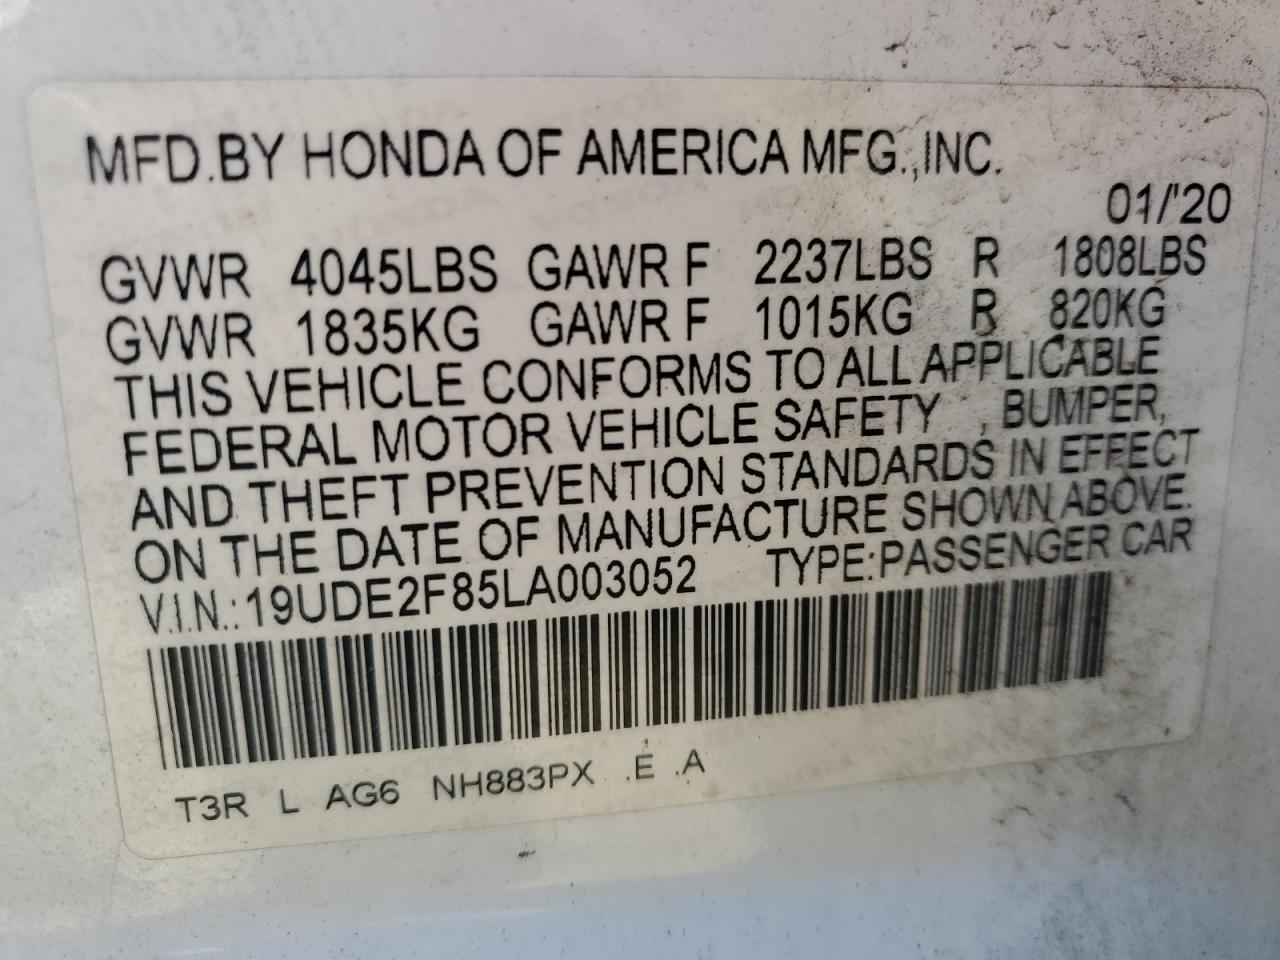 MFD.BY HONDA OF AMERICA MFG.,INC.
01/'20
GVWR 4045LBS GAWR F 2237LBS R 1808LBS
GVWR 1835KG GAWR F 1015KG R 820KG
THIS VEHICLE CONFORMS TO ALL APPLICABLE
FEDERAL MOTOR VEHICLE SAFETY , BUMPER,
AND THEFT PREVENTION STANDARDS IN EFFECT
ON THE DATE OF MANUFACTURE SHOWN ABOVE.
V.I.N.:19UDE2F85LA003052 TYPE:PASSENGER CAR
T3R L AG6 NH883PX .E .A